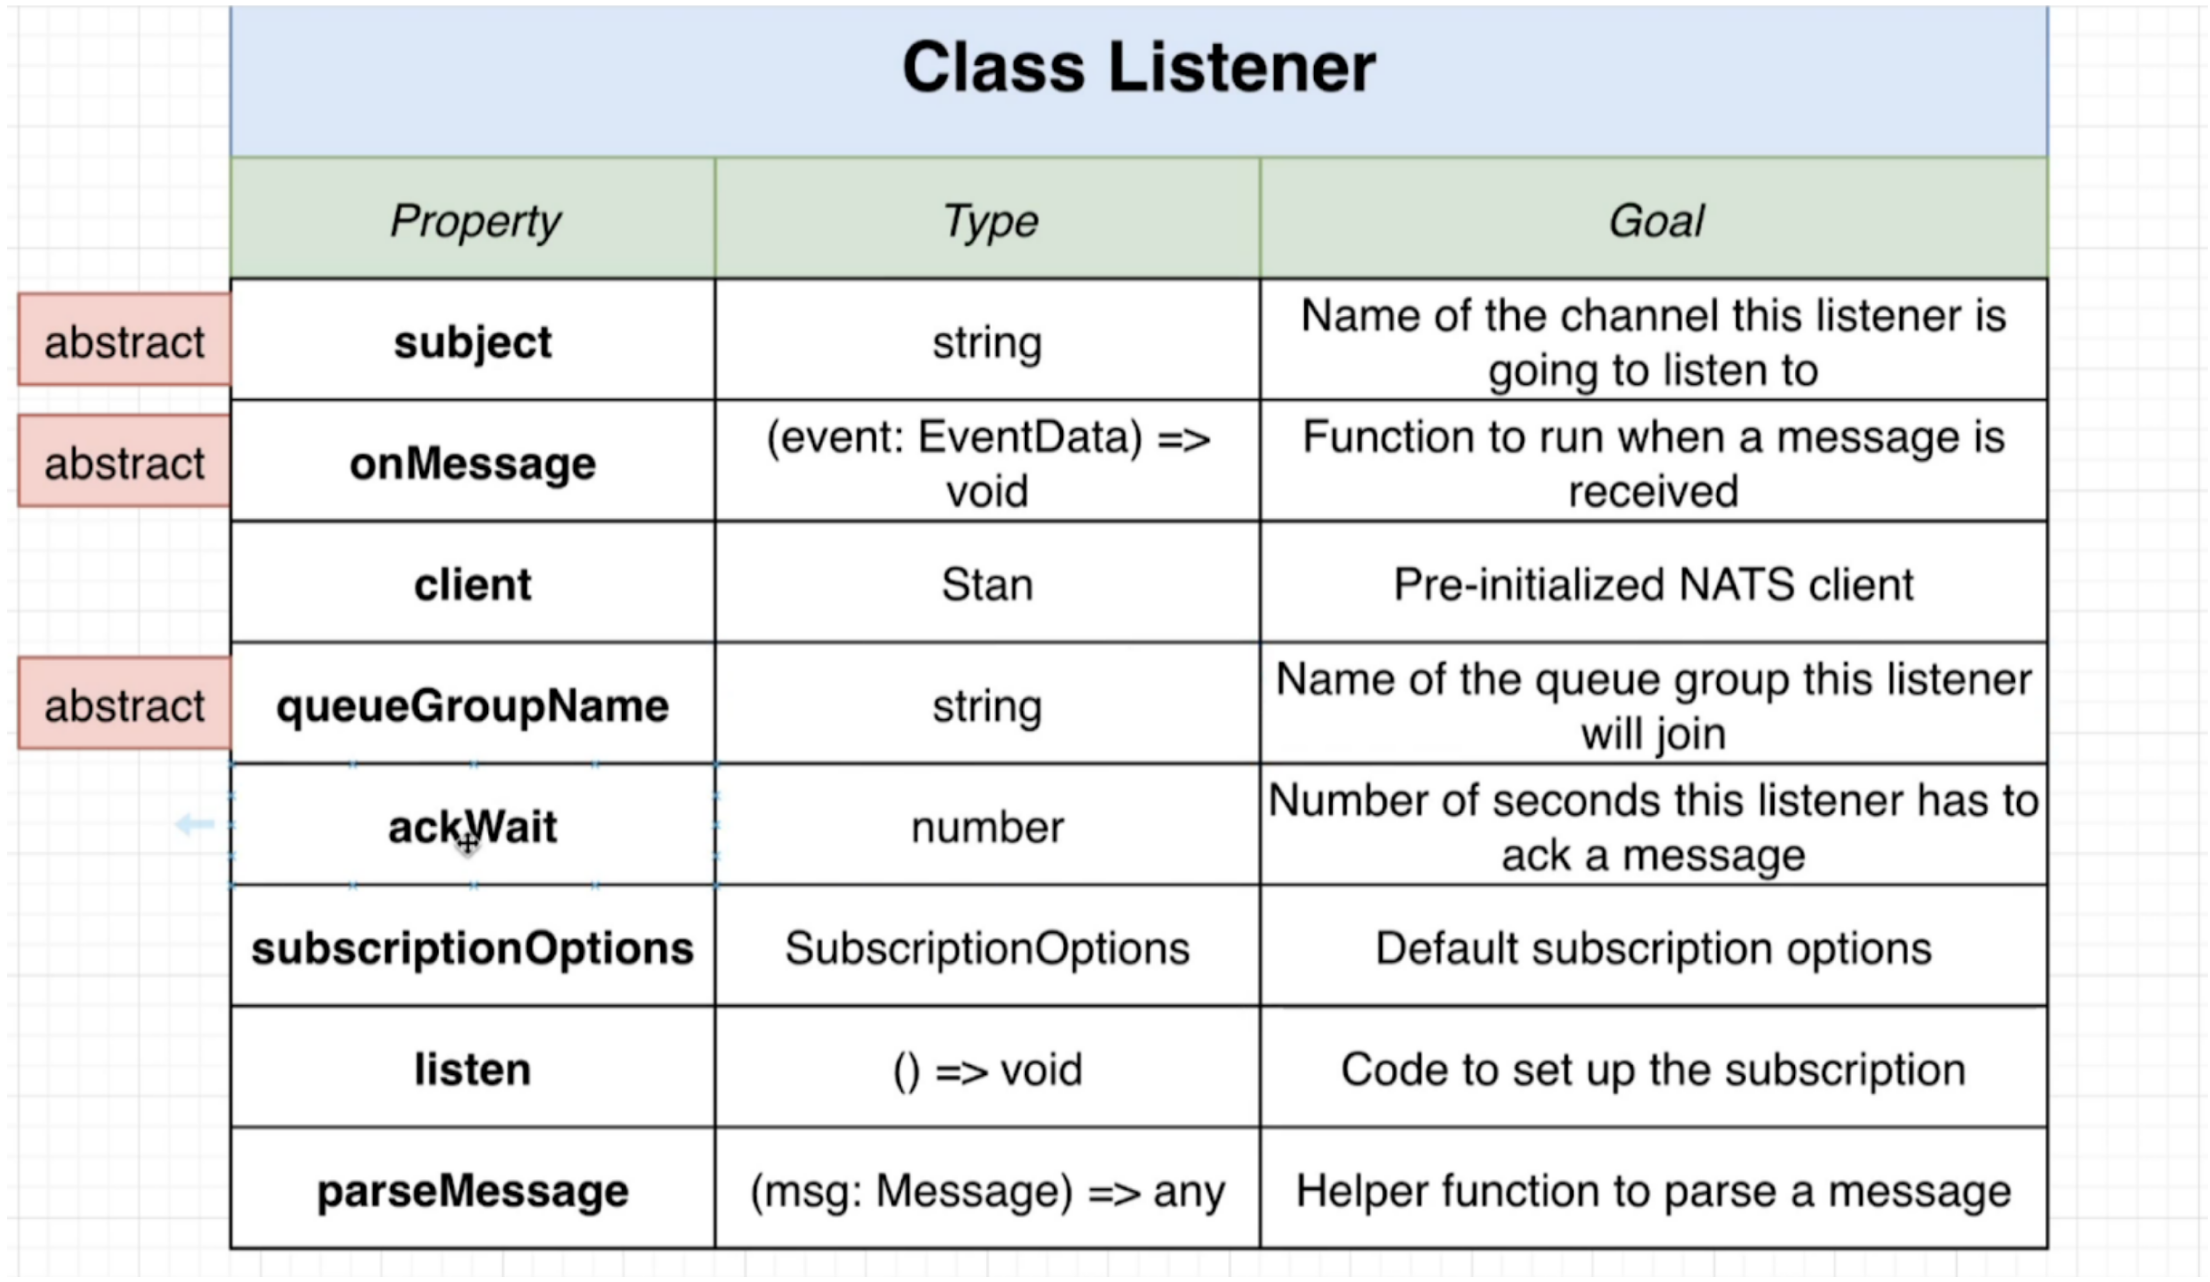 Class Listener
Property Type Goal
abstract subject string Name of the channel this listener is
going to listen to
abstract onMessage (event: EventData) =>
void Function to run when a message is
received
client Stan Pre-initialized NATS client
abstract queueGroupName string Name of the queue group this listener
will join
ackWait number Number of seconds this listener has to
ack a message
subscriptionOptions SubscriptionOptions Default subscription options
listen () => void Code to set up the subscription
parseMessage (msg: Message) => any Helper function to parse a message